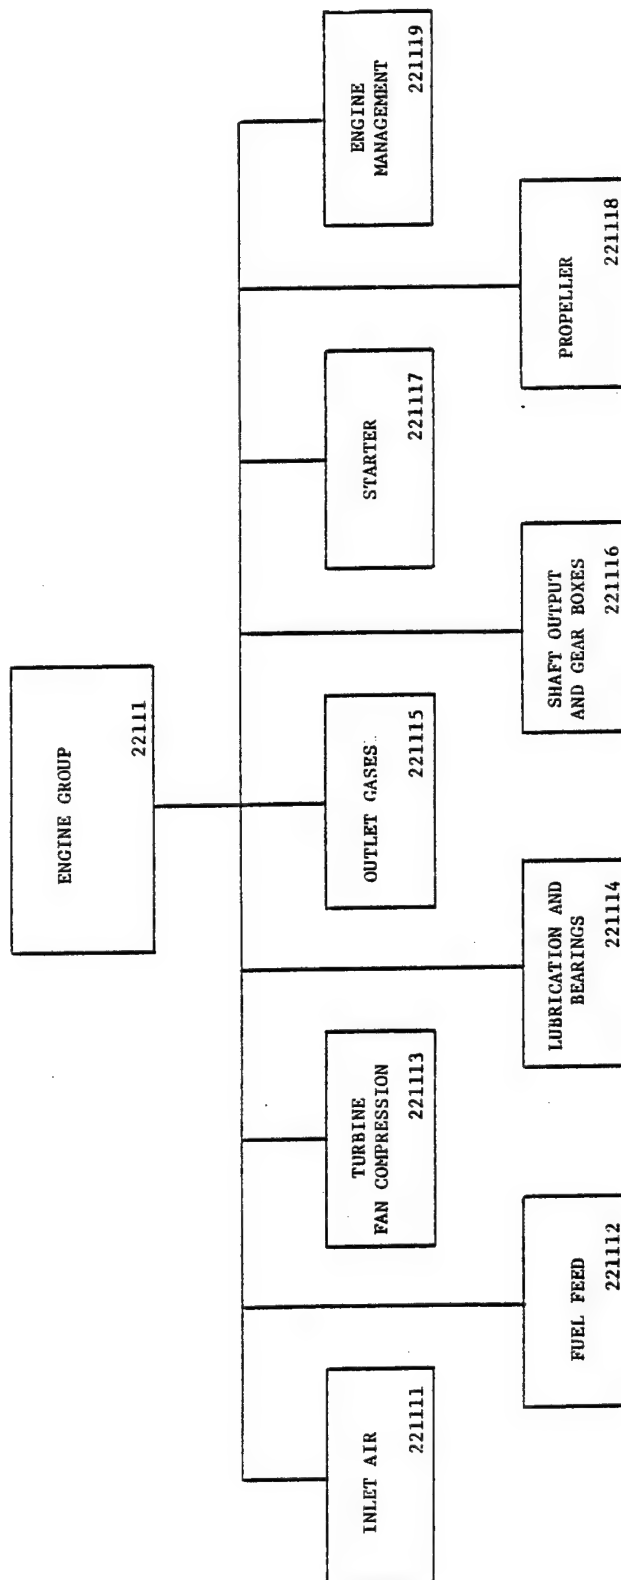 ENGINE GROUP
22111
INLET AIR
221111
TURBINE
FAN COMPRESSION
221113
OUTLET GASES
221115
STARTER
221117
ENGINE
MANAGEMENT
221119
FUEL FEED
221112
LUBRICATION AND
BEARINGS
221114
SHAFT OUTPUT
AND GEAR BOXES
221116
PROPELLER
221118